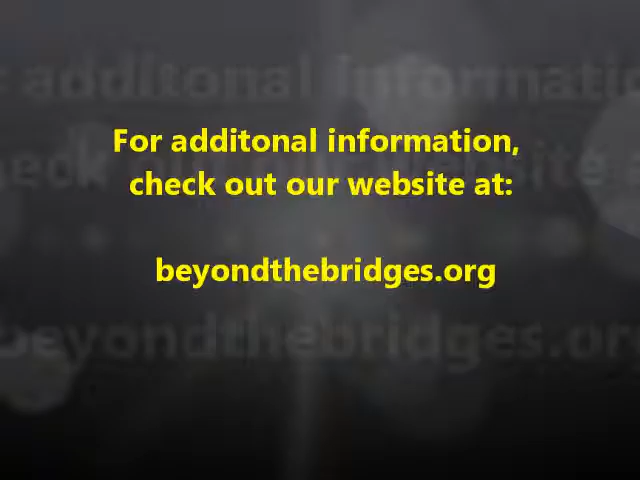 For additonal information,
check out our website at:
beyondthebridges.org